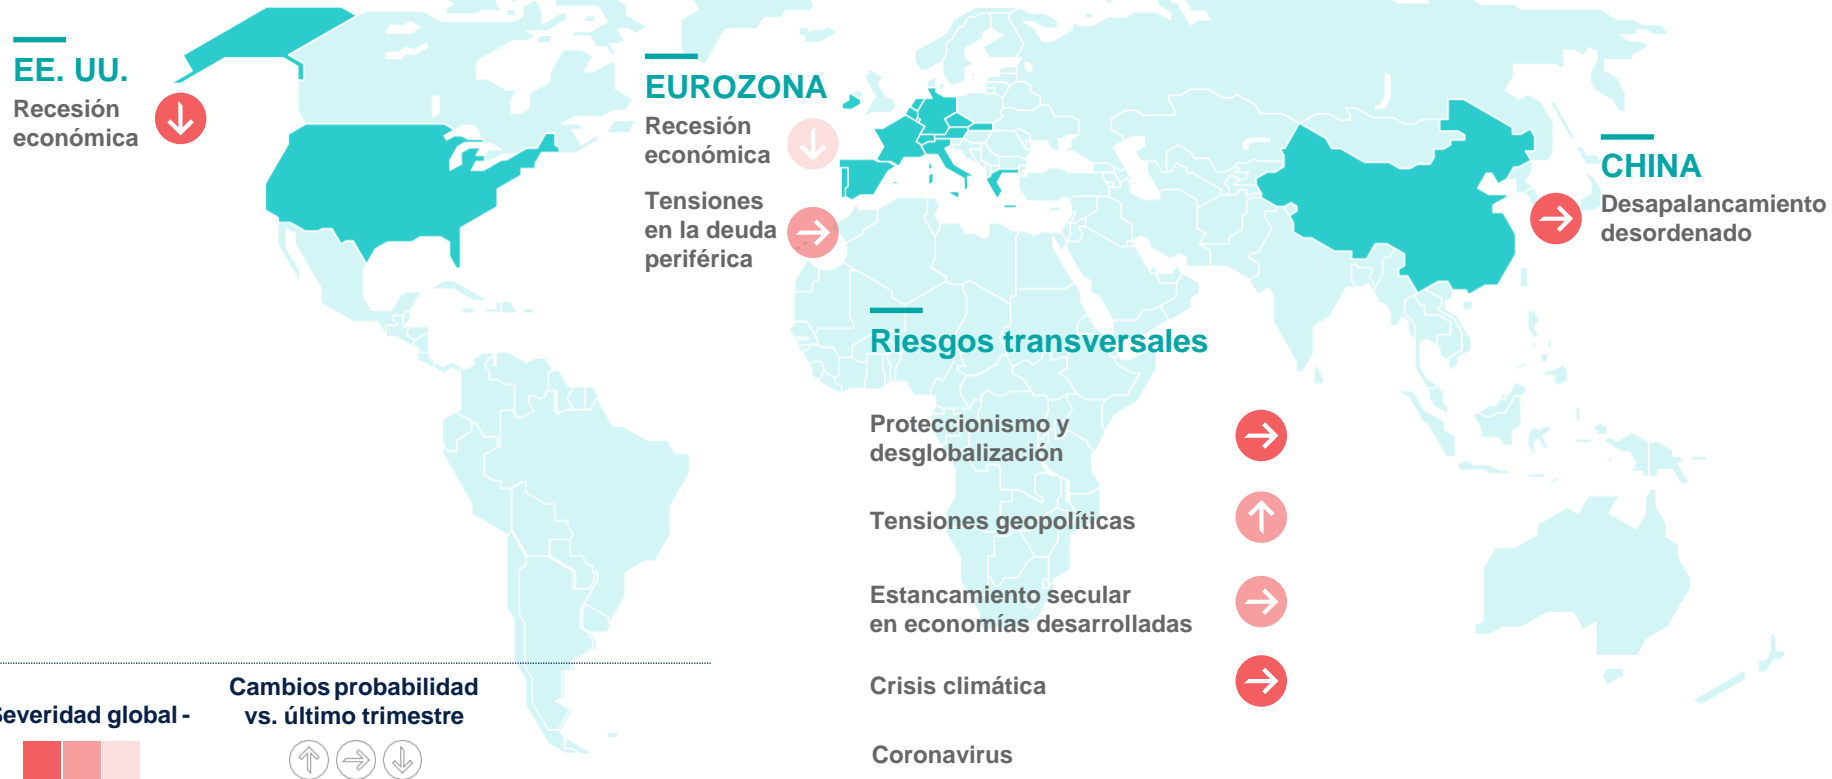 EE. UU.
Recesión
económica
EUROZONA
Recesión
económica
Tensiones
en la deuda
periférica
CHINA
Desapalancamiento
desordenado
Riesgos transversales
Proteccionismo y
desglobalización
Tensiones geopolíticas
Estancamiento secular
en economías desarrolladas
Crisis climática
Coronavirus
Severidad global -
Cambios probabilidad
vs. último trimestre